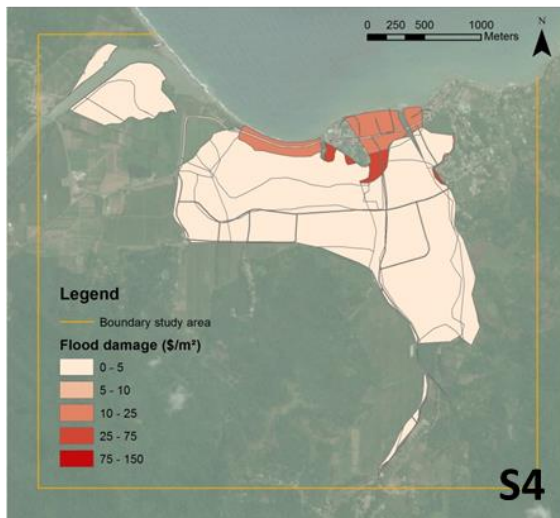 0 250 500 1000
Meters
N
Legend
Boundary study area
Flood damage ($/m²)
0 - 5
5 - 10
10 - 25
25 - 75
75 - 150
S4